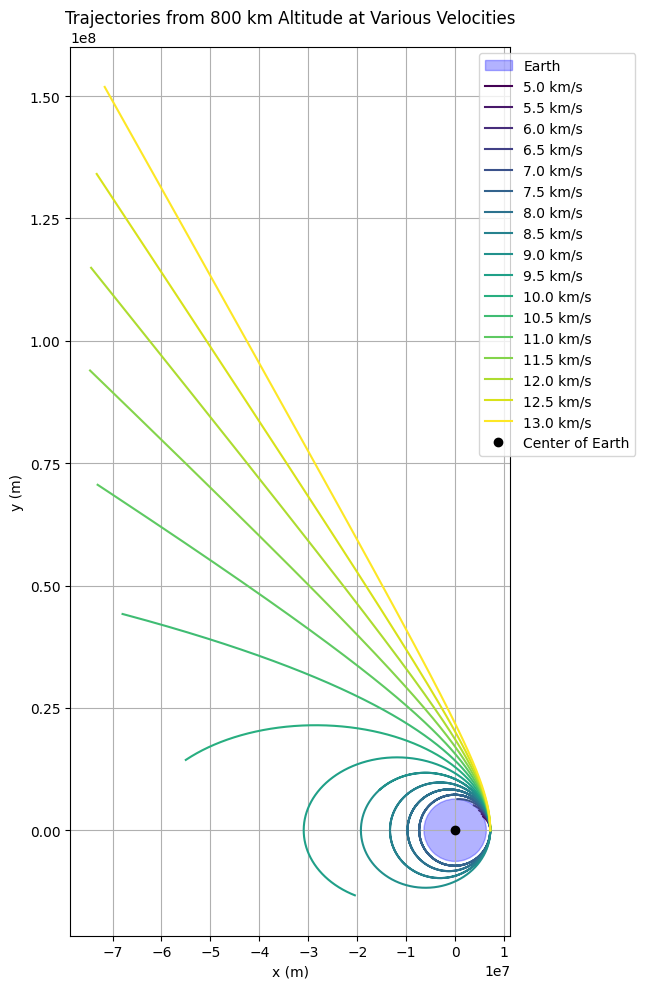 Trajectories from 800 km Altitude at Various Velocities
1e8
Earth
5.0 km/s
5.5 km/s
6.0 km/s
6.5 km/s
7.0 km/s
7.5 km/s
8.0 km/s
8.5 km/s
9.0 km/s
9.5 km/s
10.0 km/s
10.5 km/s
11.0 km/s
11.5 km/s
12.0 km/s
12.5 km/s
13.0 km/s
Center of Earth
1.50
1.25
1.00
0.75
0.50
0.25
0.00
y (m)
−7 −6 −5 −4 −3 −2 −1 0 1
x (m)
1e7